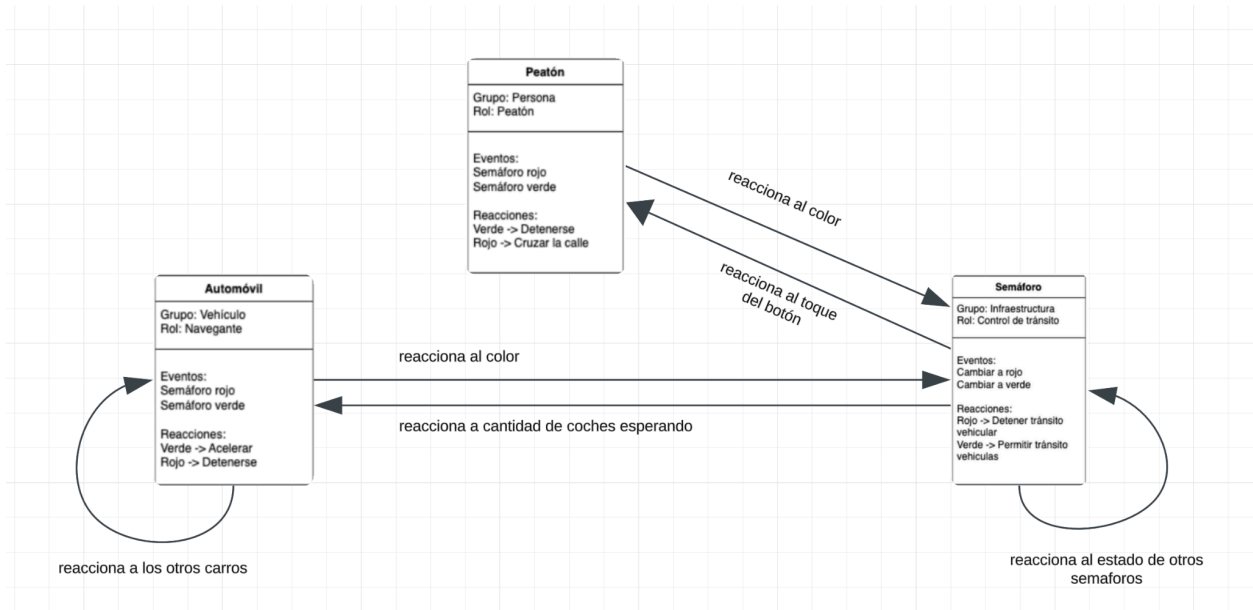 Peatón
Grupo: Persona
Rol: Peatón
Eventos:
Semáforo rojo
Semáforo verde
Reacciones:
Verde -> Detenerse
Rojo -> Cruzar la calle
reacciona al color
reacciona al toque
del botón
Automóvil
Grupo: Vehículo
Rol: Navegante
Eventos:
Semáforo rojo
Semáforo verde
Reacciones:
Verde -> Acelerar
Rojo -> Detenerse
reacciona al color
reacciona a cantidad de coches esperando
Semáforo
Grupo: Infraestructura
Rol: Control de tránsito
Eventos:
Cambiar a rojo
Cambiar a verde
Reacciones:
Rojo -> Detener tránsito
vehicular
Verde -> Permitir tránsito
vehiculas
reacciona a los otros carros
reacciona al estado de otros
semaforos